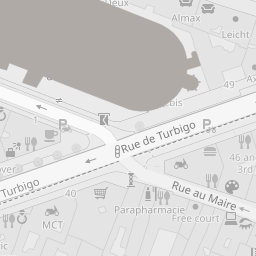 Almax
Leicht
49
P
P
Rue de Turbigo
46 an
3rd
Turbigo
40
Rue au Maire
Parapharmacie
Free court
MCT